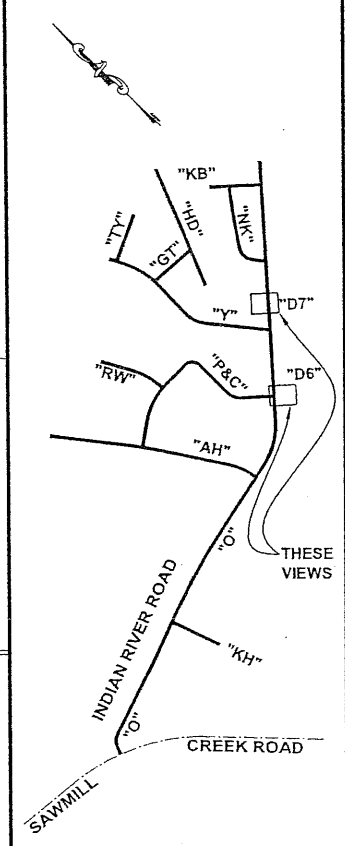 "KB"
"TY"
"HD"
"NK"
"GT"
"Y"
"D7"
"RW"
"P&C"
"D6"
"AH"
"O"
THESE
VIEWS
INDIAN RIVER ROAD
"KH"
"O"
CREEK ROAD
SAWMILL